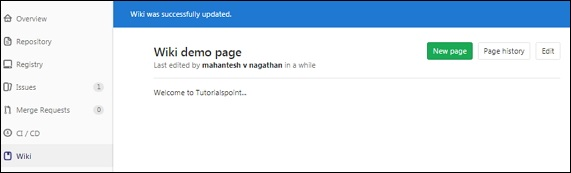 Wiki was successfully updated.
Overview
Repository
Registry
Issues 1
Merge Requests 0
CI / CD
Wiki
Wiki demo page
Last edited by mahantesh v nagathan in a while
New page
Page history
Edit
Welcome to Tutorialspoint...